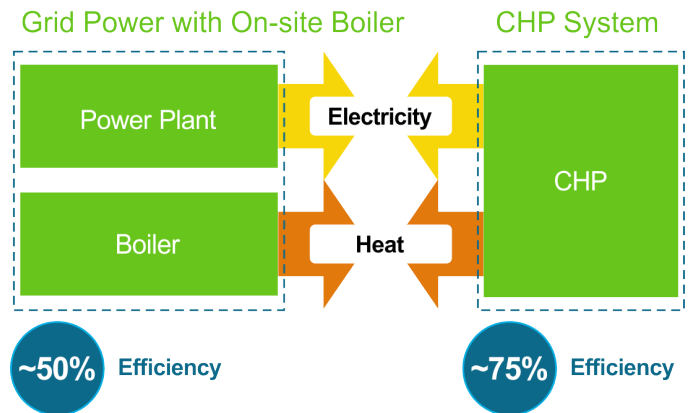 Grid Power with On-site Boiler
CHP System
Power Plant
Electricity
CHP
Boiler
Heat
~50% Efficiency
~75% Efficiency